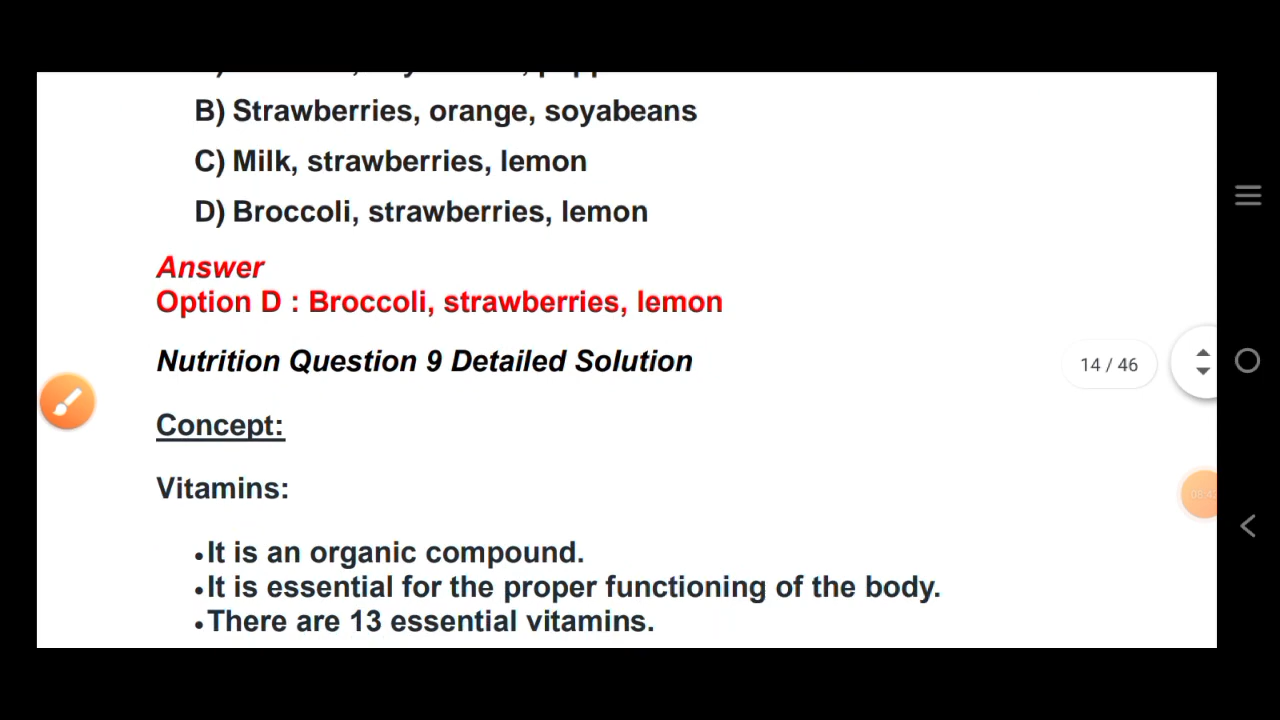 B) Strawberries, orange, soyabeans
C) Milk, strawberries, lemon
D) Broccoli, strawberries, lemon
Answer
Option D : Broccoli, strawberries, lemon
Nutrition Question 9 Detailed Solution
14 / 46
Concept:
Vitamins:
•It is an organic compound.
•It is essential for the proper functioning of the body.
•There are 13 essential vitamins.